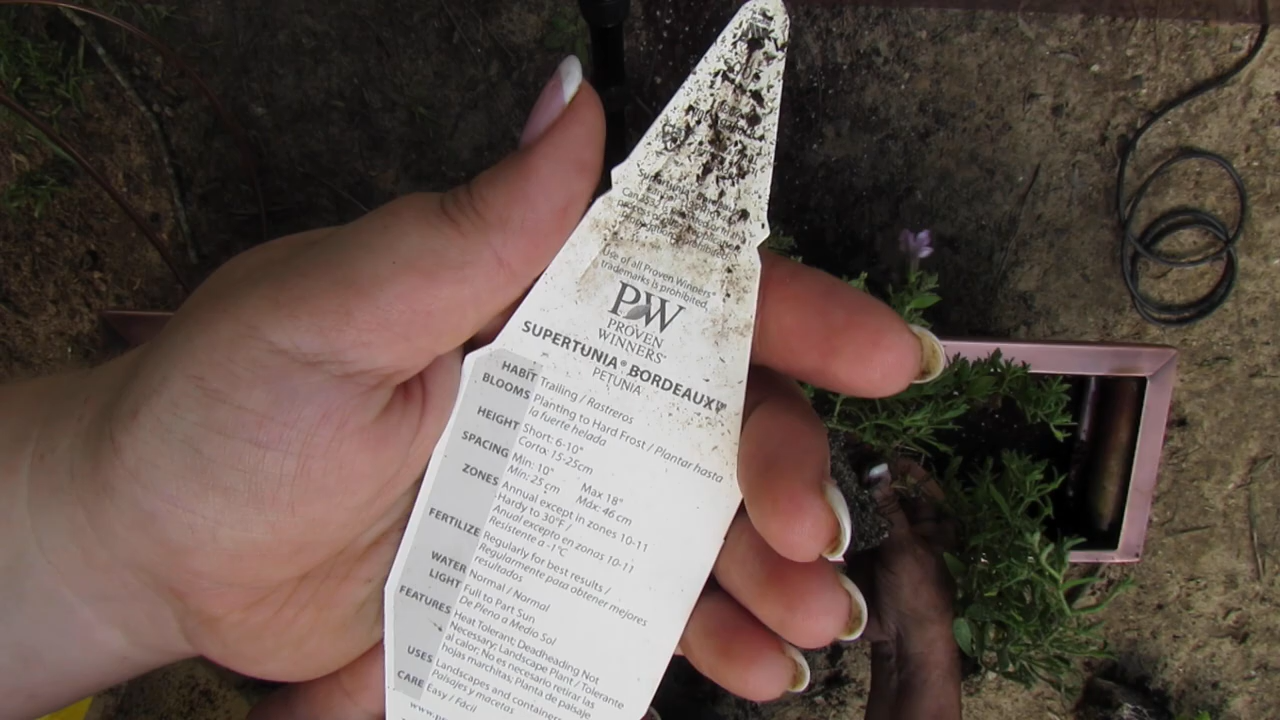 Supertunia®
Use of all Proven Winners®
trademarks is prohibited.
PW
PROVEN
WINNERS®
SUPERTUNIA® BORDEAUX™
PETUNIA
HABIT Trailing / Rastreros
BLOOMS Planting to Hard Frost / Plantar hasta
la fuerte helada
HEIGHT Short: 6-10"
Corto: 15-25cm
SPACING Min: 10" Max 18"
Mín: 25 cm Máx: 46 cm
ZONES Annual except in zones 10-11
Hardy to 30°F /
Anual excepto en zonas 10-11
Resistente a -1°C
FERTILIZE Regularly for best results /
Regularmente para obtener mejores
resultados
WATER Normal / Normal
LIGHT Full to Part Sun
De Pleno a Medio Sol
FEATURES Heat Tolerant; Deadheading Not
Necessary; Landscape Plant / Tolerante
al calor; No es necesario retirar las
hojas marchitas; Planta de paisaje
USES Landscapes and containers
Paisajes y macetas
CARE Easy / Fácil